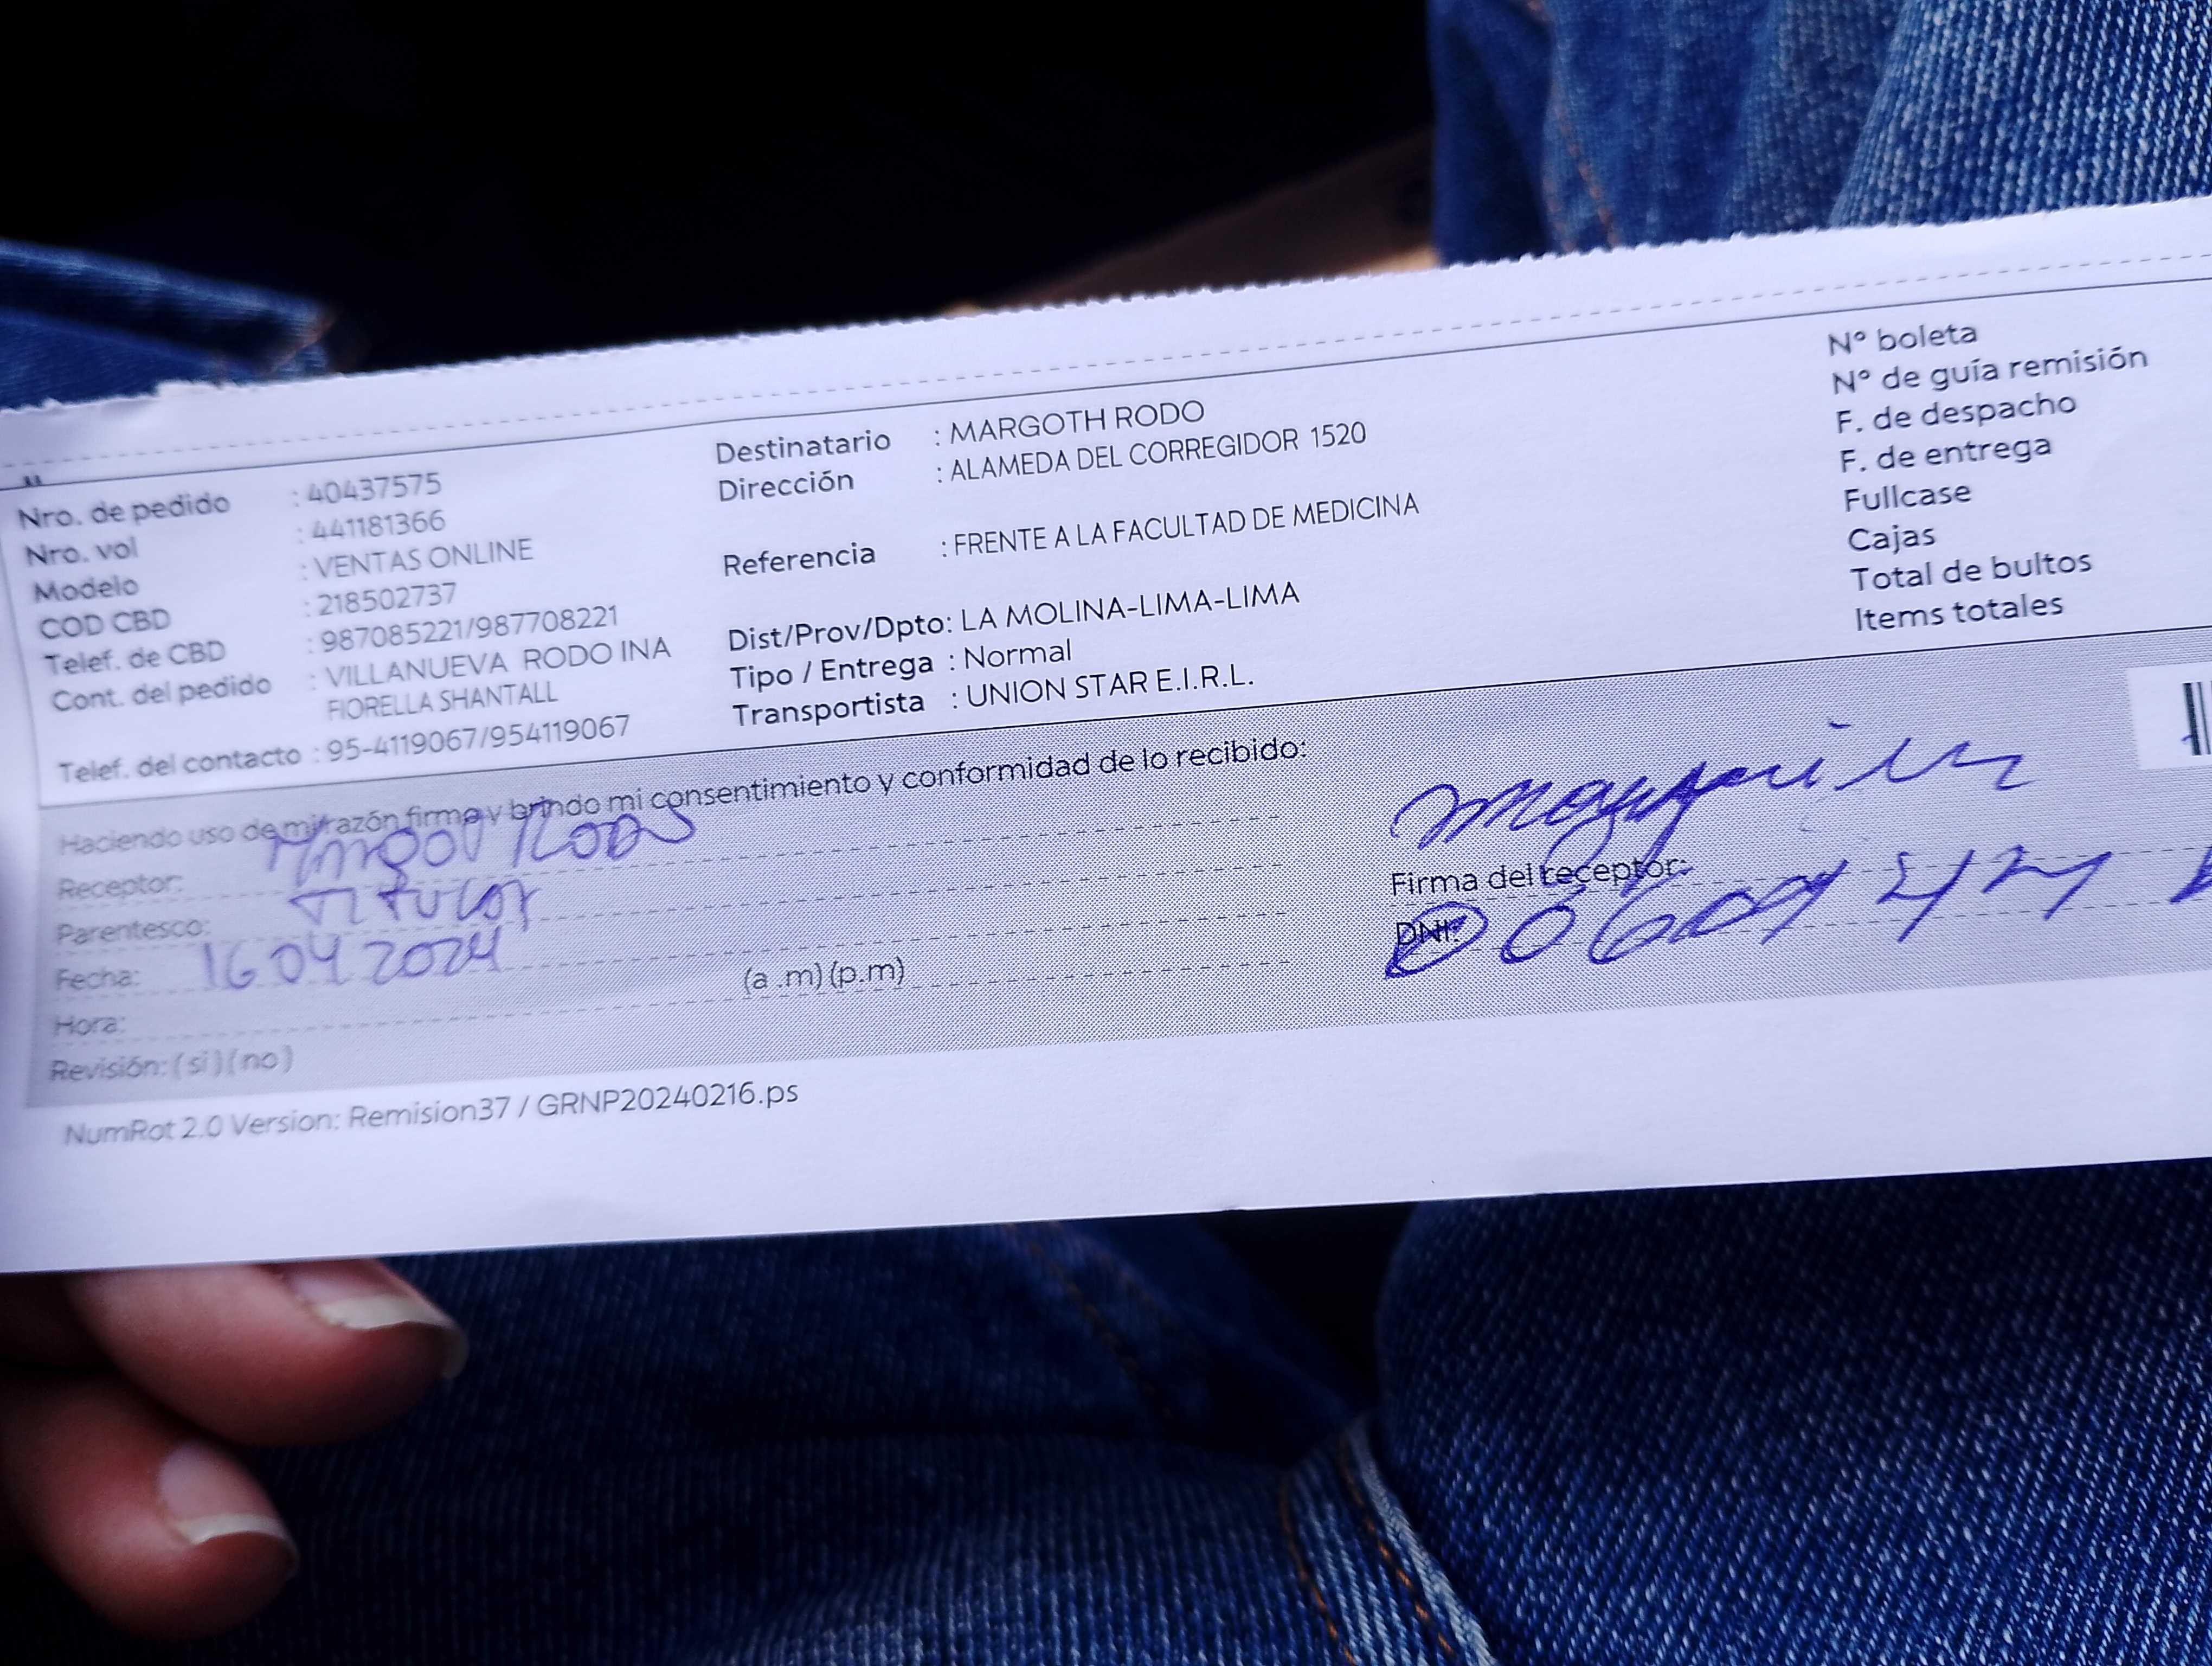 Nro. de pedido : 40437575
Nro. vol : 441181366
Modelo : VENTAS ONLINE
COD CBD : 218502737
Telef. de CBD : 987085221/987708221
Cont. del pedido : VILLANUEVA RODO INA
FIORELLA SHANTALL
Telef. del contacto : 95-4119067/954119067
Destinatario : MARGOTH RODO
Dirección : ALAMEDA DEL CORREGIDOR 1520
Referencia : FRENTE A LA FACULTAD DE MEDICINA
Dist/Prov/Dpto: LA MOLINA-LIMA-LIMA
Tipo / Entrega : Normal
Transportista : UNION STAR E.I.R.L.
N° boleta
N° de guía remisión
F. de despacho
F. de entrega
Fullcase
Cajas
Total de bultos
Items totales
Haciendo uso de mi razón firma y brindo mi consentimiento y conformidad de lo recibido:
Receptor:
Parentesco: Titular
Fecha: 16 04 2024
Hora: (a .m) (p.m)
Revisión: ( si ) ( no )
Firma del receptor:
DNI:
NumRot 2.0 Version: Remision37 / GRNP20240216.ps